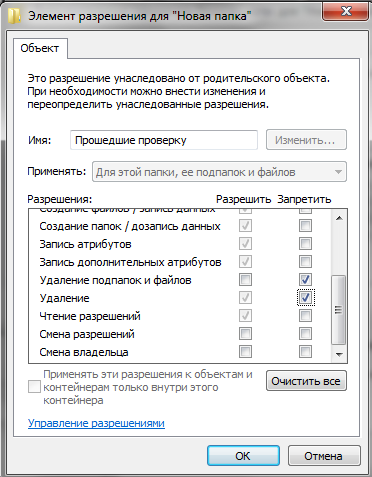 Элемент разрешения для "Новая папка"
Объект
Это разрешение унаследовано от родительского объекта.
При необходимости можно внести изменения и
переопределить унаследованные разрешения.
Имя: Прошедшие проверку Изменить...
Применять: Для этой папки, ее подпапок и файлов
Разрешения: Разрешить Запретить
Создание файлов / запись данных
Создание папок / дозапись данных
Запись атрибутов
Запись дополнительных атрибутов
Удаление подпапок и файлов
Удаление
Чтение разрешений
Смена разрешений
Смена владельца
Применять эти разрешения к объектам и
контейнерам только внутри этого
контейнера
Очистить все
Управление разрешениями
ОК Отмена